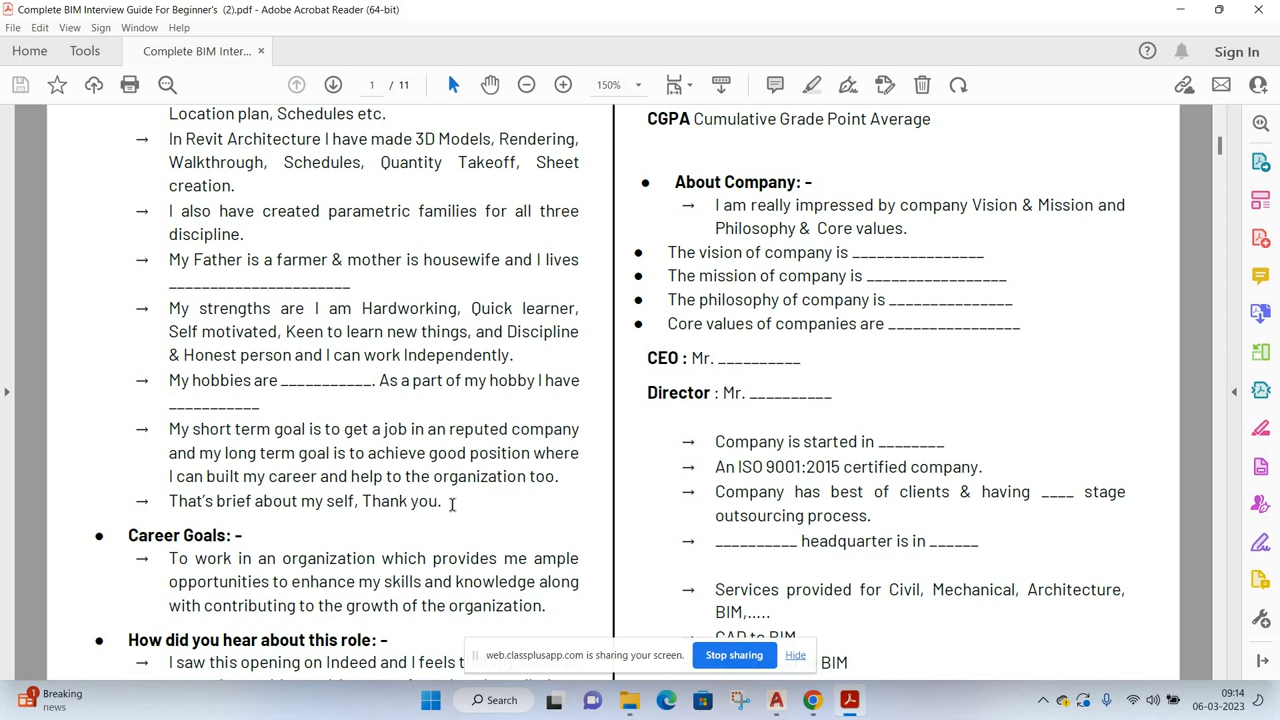 Complete BIM Interview Guide For Beginner's (2).pdf - Adobe Acrobat Reader (64-bit)
File Edit View Sign Window Help
Home Tools Complete BIM Inter... × Sign In
1 / 11 150%
Location plan, Schedules etc.
→ In Revit Architecture I have made 3D Models, Rendering,
Walkthrough, Schedules, Quantity Takeoff, Sheet
creation.
→ I also have created parametric families for all three
discipline.
→ My Father is a farmer & mother is housewife and I lives
______________________
→ My strengths are I am Hardworking, Quick learner,
Self motivated, Keen to learn new things, and Discipline
& Honest person and I can work Independently.
→ My hobbies are ___________. As a part of my hobby I have
___________
→ My short term goal is to get a job in an reputed company
and my long term goal is to achieve good position where
I can built my career and help to the organization too.
→ That's brief about my self, Thank you.
● Career Goals: -
→ To work in an organization which provides me ample
opportunities to enhance my skills and knowledge along
with contributing to the growth of the organization.
● How did you hear about this role: -
→ I saw this opening on Indeed and I feels
CGPA Cumulative Grade Point Average
● About Company: -
→ I am really impressed by company Vision & Mission and
Philosophy & Core values.
● The vision of company is ________________
● The mission of company is _________________
● The philosophy of company is _______________
● Core values of companies are ________________
CEO : Mr. __________
Director : Mr. __________
→ Company is started in ________
→ An ISO 9001:2015 certified company.
→ Company has best of clients & having ____ stage
outsourcing process.
→ __________ headquarter is in ______
→ Services provided for Civil, Mechanical, Architecture,
BIM,.....
CAD to BIM
BIM
web.classplusapp.com is sharing your screen. Stop sharing Hide
1 Breaking
news
Search
09:14
06-03-2023